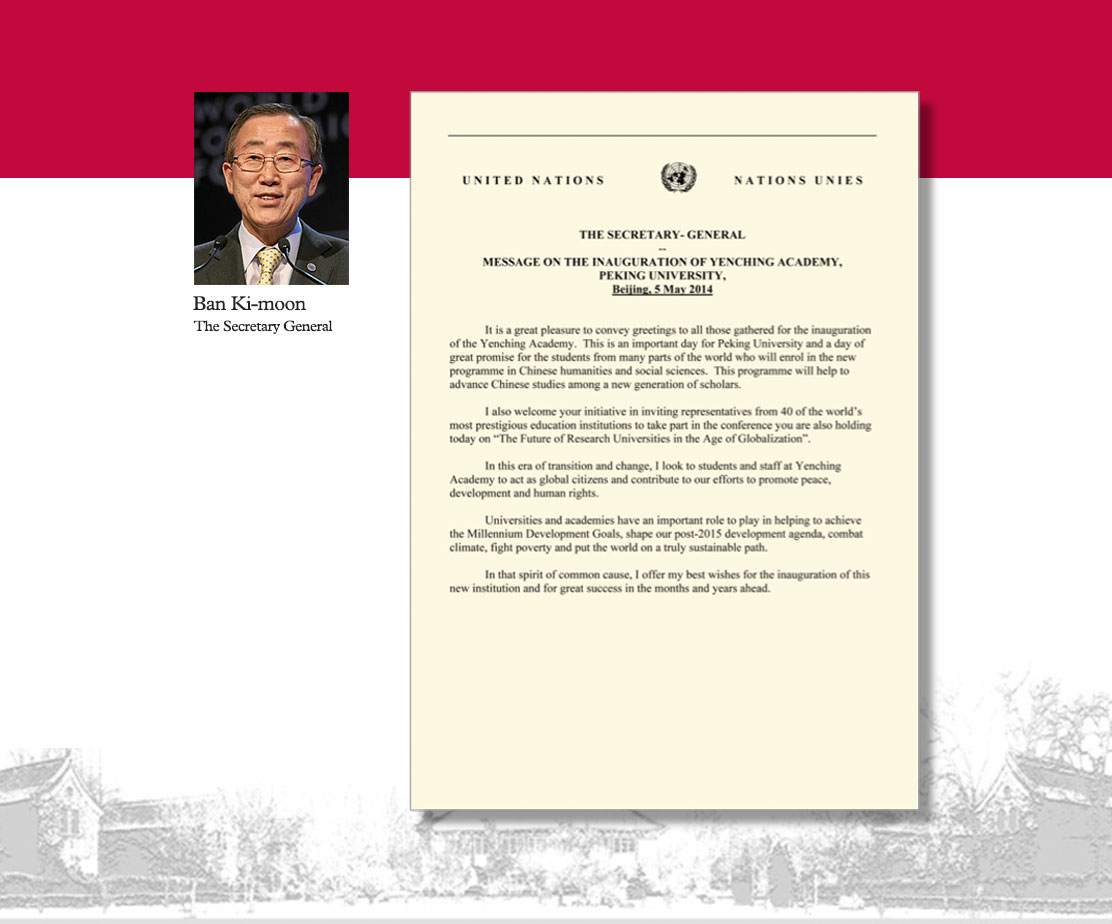 WORLD
Ban Ki-moon
The Secretary General
UNITED NATIONS NATIONS UNIES
THE SECRETARY- GENERAL
--
MESSAGE ON THE INAUGURATION OF YENCHING ACADEMY,
PEKING UNIVERSITY,
Beijing, 5 May 2014
It is a great pleasure to convey greetings to all those gathered for the inauguration
of the Yenching Academy. This is an important day for Peking University and a day of
great promise for the students from many parts of the world who will enrol in the new
programme in Chinese humanities and social sciences. This programme will help to
advance Chinese studies among a new generation of scholars.
I also welcome your initiative in inviting representatives from 40 of the world’s
most prestigious education institutions to take part in the conference you are also holding
today on “The Future of Research Universities in the Age of Globalization”.
In this era of transition and change, I look to students and staff at Yenching
Academy to act as global citizens and contribute to our efforts to promote peace,
development and human rights.
Universities and academies have an important role to play in helping to achieve
the Millennium Development Goals, shape our post-2015 development agenda, combat
climate, fight poverty and put the world on a truly sustainable path.
In that spirit of common cause, I offer my best wishes for the inauguration of this
new institution and for great success in the months and years ahead.